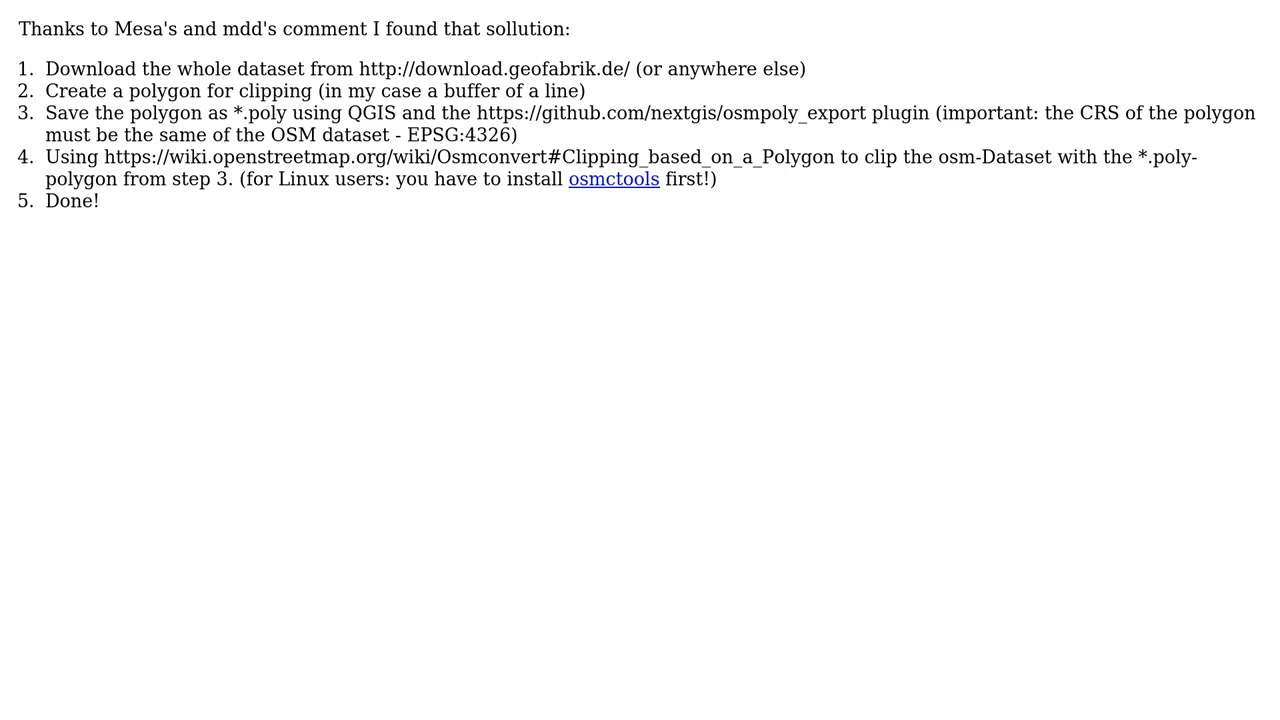 Thanks to Mesa's and mdd's comment I found that sollution:
1. Download the whole dataset from http://download.geofabrik.de/ (or anywhere else)
2. Create a polygon for clipping (in my case a buffer of a line)
3. Save the polygon as *.poly using QGIS and the https://github.com/nextgis/osmpoly_export plugin (important: the CRS of the polygon
must be the same of the OSM dataset - EPSG:4326)
4. Using https://wiki.openstreetmap.org/wiki/Osmconvert#Clipping_based_on_a_Polygon to clip the osm-Dataset with the *.poly-
polygon from step 3. (for Linux users: you have to install osmctools first!)
5. Done!